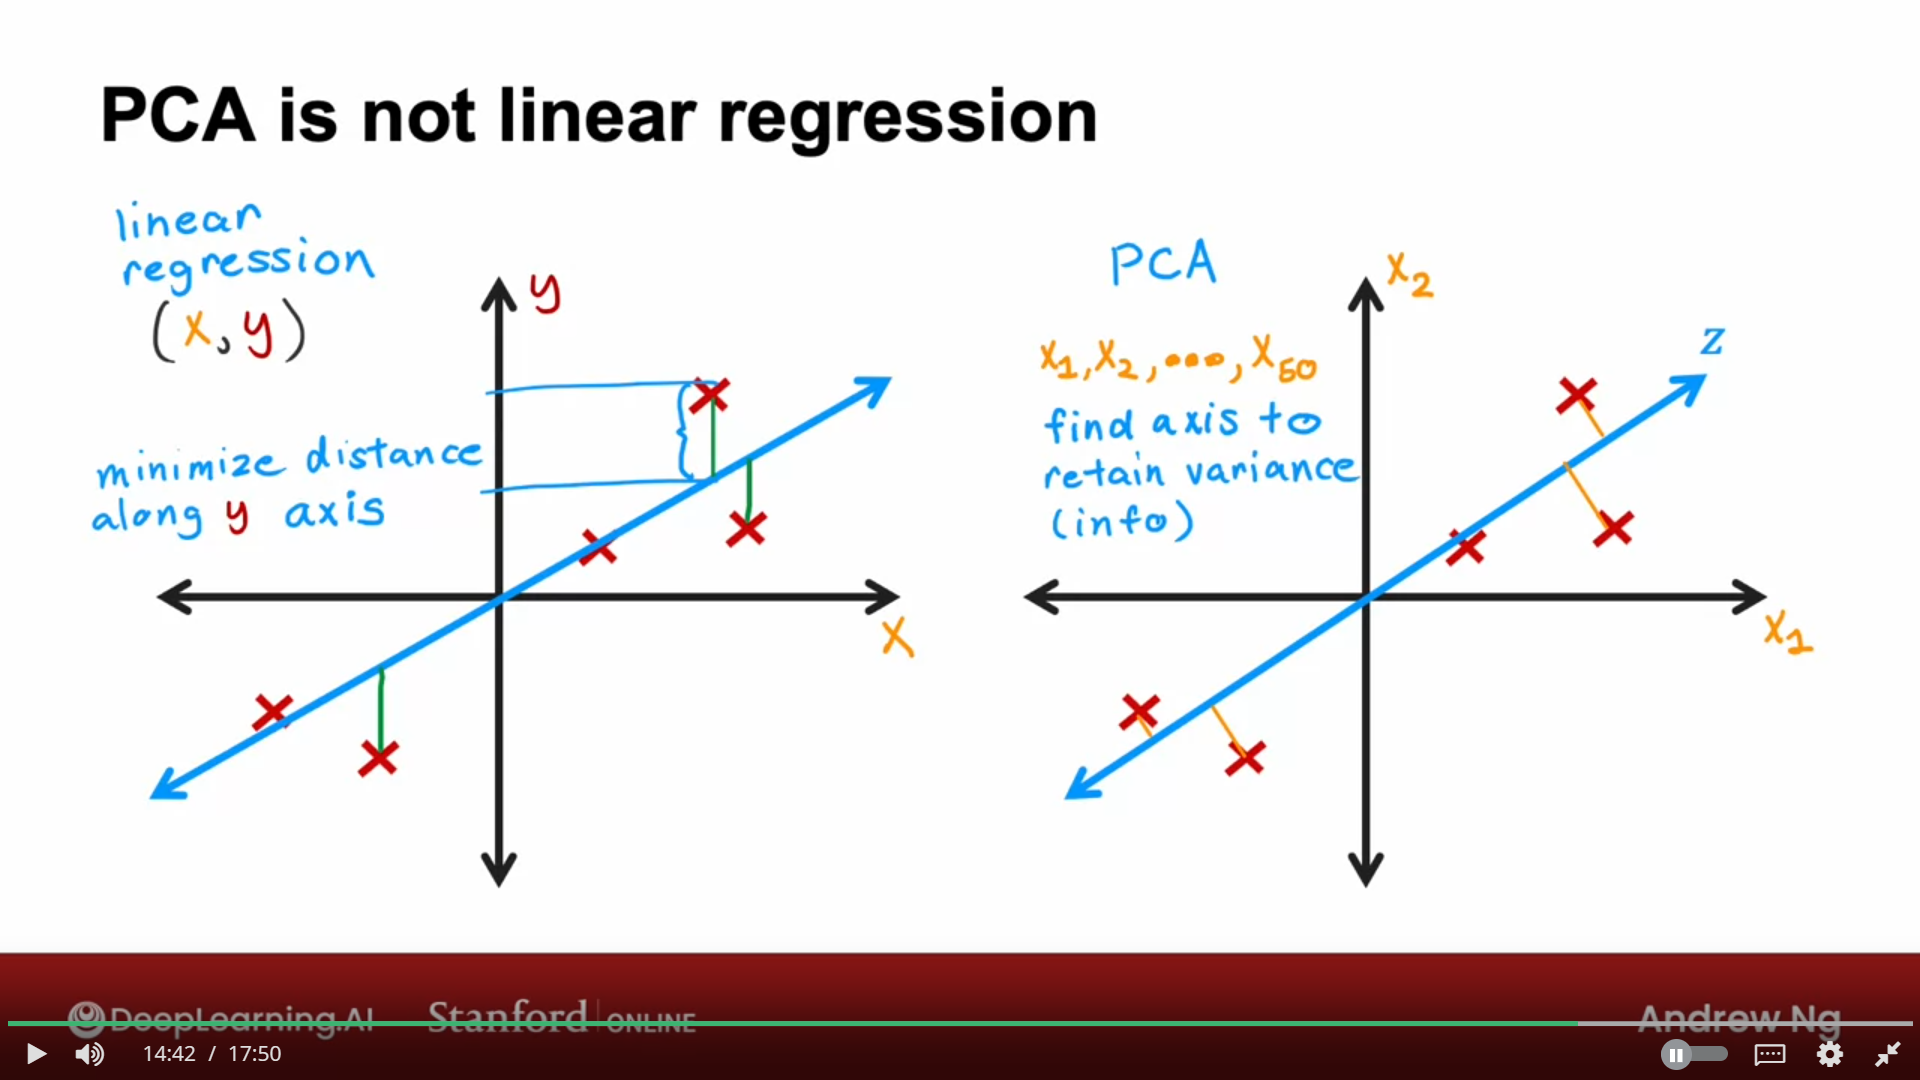 PCA is not linear regression
linear
regression
(x, y)
y
minimize distance
along y axis
x
PCA
x₁, x₂, ..., x₅₀
find axis to
retain variance
(info)
x₂
z
x₁
DeepLearning.AI Stanford ONLINE Andrew Ng
14:42 / 17:50